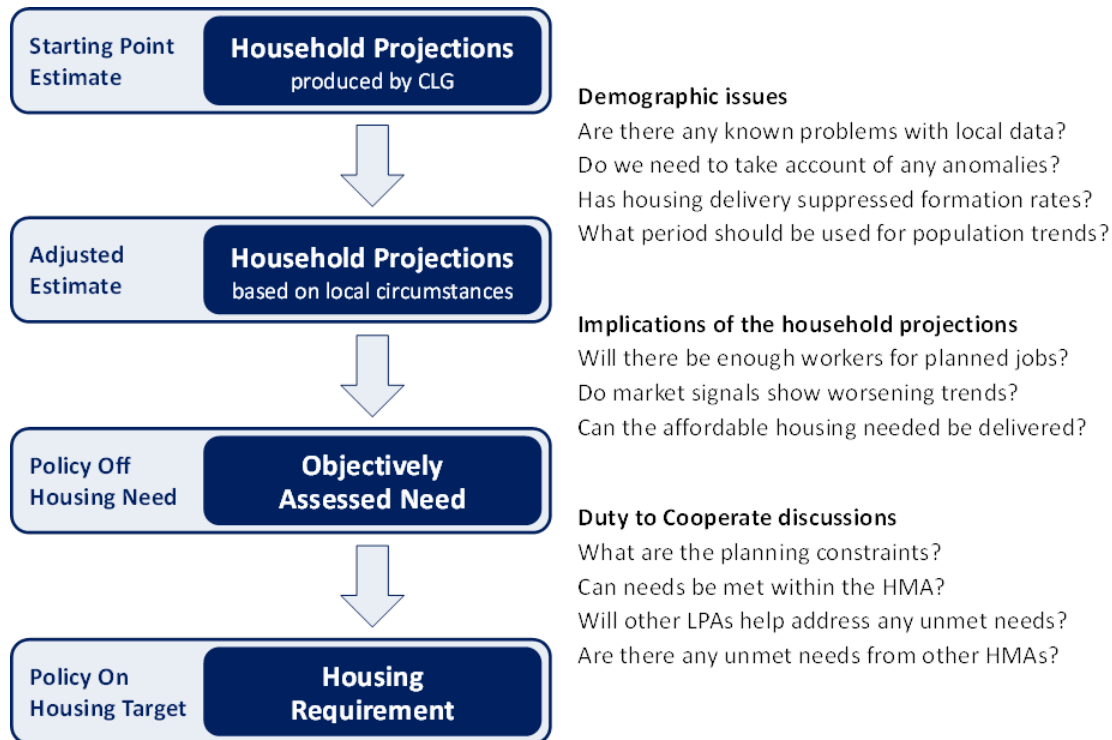 Starting Point
Estimate
Household Projections
produced by CLG
Demographic issues
Are there any known problems with local data?
Do we need to take account of any anomalies?
Has housing delivery suppressed formation rates?
What period should be used for population trends?
Adjusted
Estimate
Household Projections
based on local circumstances
Implications of the household projections
Will there be enough workers for planned jobs?
Do market signals show worsening trends?
Can the affordable housing needed be delivered?
Policy Off
Housing Need
Objectively
Assessed Need
Duty to Cooperate discussions
What are the planning constraints?
Can needs be met within the HMA?
Will other LPAs help address any unmet needs?
Are there any unmet needs from other HMAs?
Policy On
Housing Target
Housing
Requirement